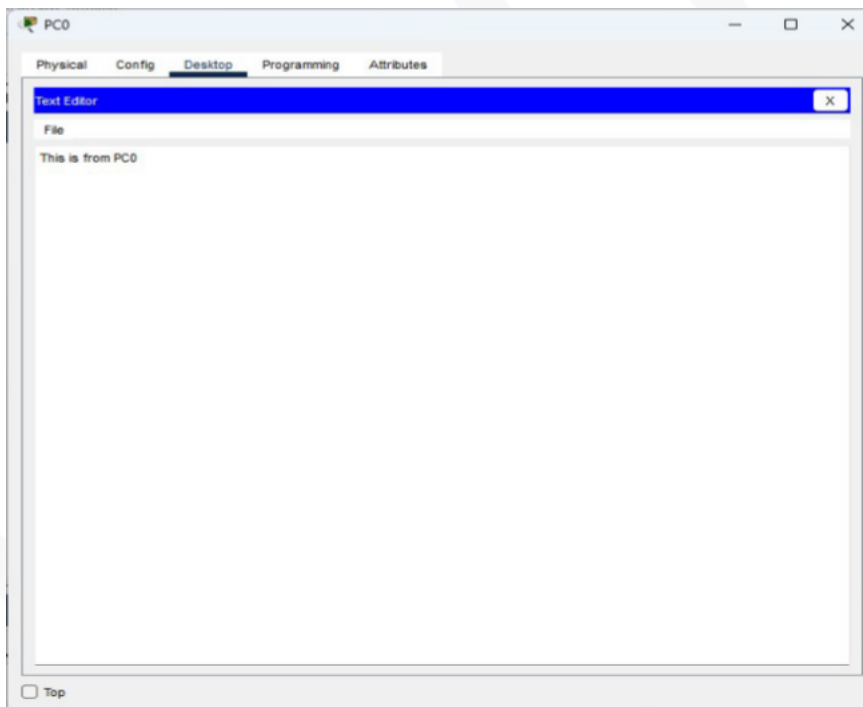 PC0
Physical Config Desktop Programming Attributes
Text Editor X
File
This is from PC0
Top